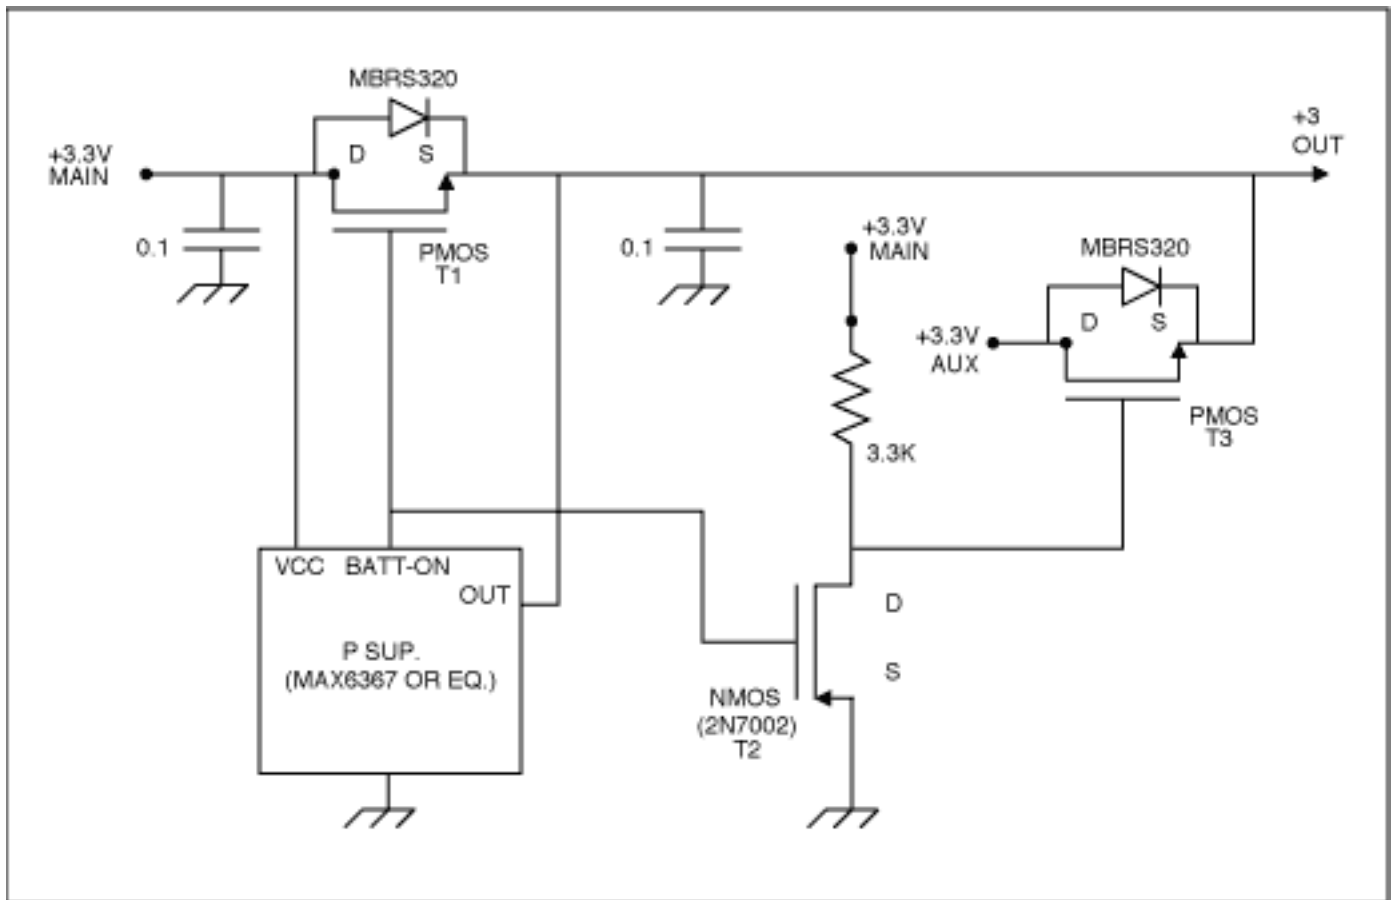 MBRS320
+3.3V
MAIN
D S
+3
OUT
0.1
PMOS
T1
0.1
+3.3V
MAIN
MBRS320
D S
+3.3V
AUX
PMOS
T3
3.3K
VCC BATT-ON
OUT
P SUP.
(MAX6367 OR EQ.)
D
S
NMOS
(2N7002)
T2